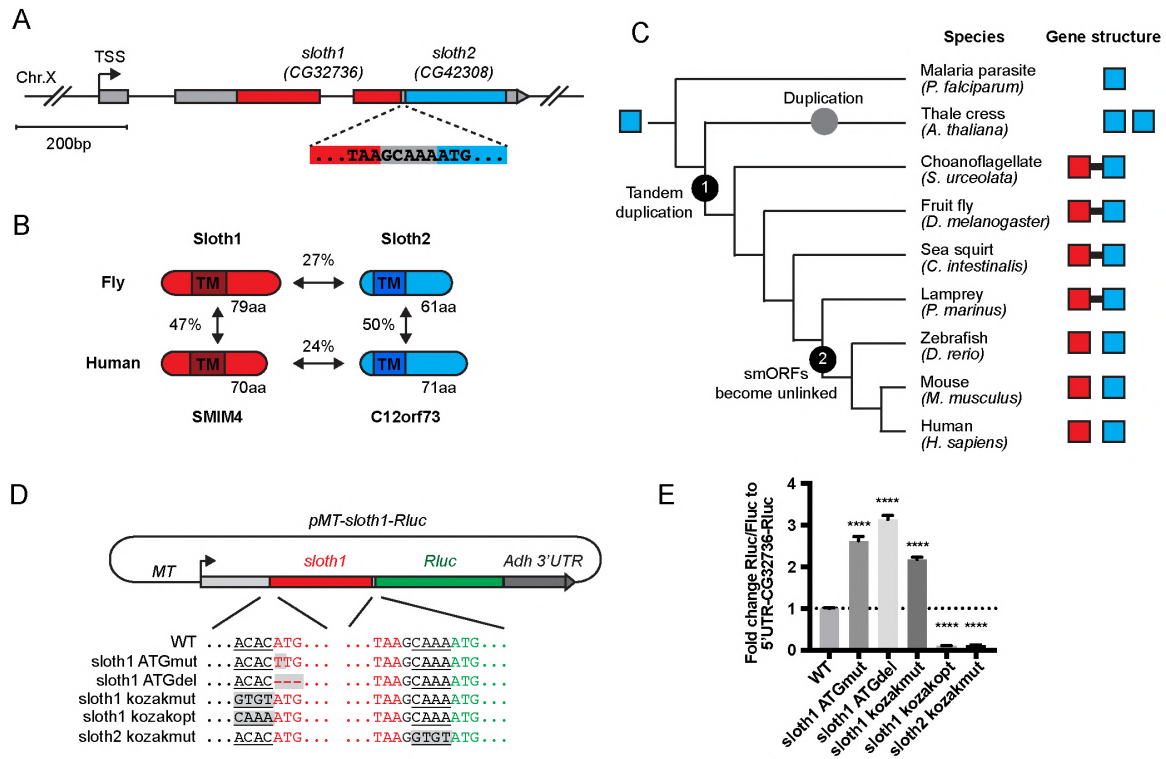 A
sloth1
(CG32736)
sloth2
(CG42308)
TSS
Chr.X
200bp
...TAAGCAAAATG...
B
Sloth1
Sloth2
Fly
TM
79aa
27%
TM
61aa
47%
50%
Human
TM
70aa
24%
TM
71aa
SMIM4
C12orf73
C
Species
Gene structure
Malaria parasite
(P. falciparum)
Duplication
Thale cress
(A. thaliana)
1
Tandem
duplication
Choanoflagellate
(S. urceolata)
Fruit fly
(D. melanogaster)
Sea squirt
(C. intestinalis)
Lamprey
(P. marinus)
2
smORFs
become unlinked
Zebrafish
(D. rerio)
Mouse
(M. musculus)
Human
(H. sapiens)
D
pMT-sloth1-Rluc
MT
sloth1
Rluc
Adh 3'UTR
WT ...ACACATG... ...TAAGCAAAATG...
sloth1 ATGmut ...ACACTTG... ...TAAGCAAAATG...
sloth1 ATGdel ...ACAC---... ...TAAGCAAAATG...
sloth1 kozakmut ...GTGTATG... ...TAAGCAAAATG...
sloth1 kozakopt ...CAAAATG... ...TAAGCAAAATG...
sloth2 kozakmut ...ACACATG... ...TAAGGTGTATG...
E
Fold change Rluc/Fluc to
5'UTR-CG32736-Rluc
4
3
2
1
0
****
****
****
****
****
WT
sloth1 ATGmut
sloth1 ATGdel
sloth1 kozakmut
sloth1 kozakopt
sloth2 kozakmut